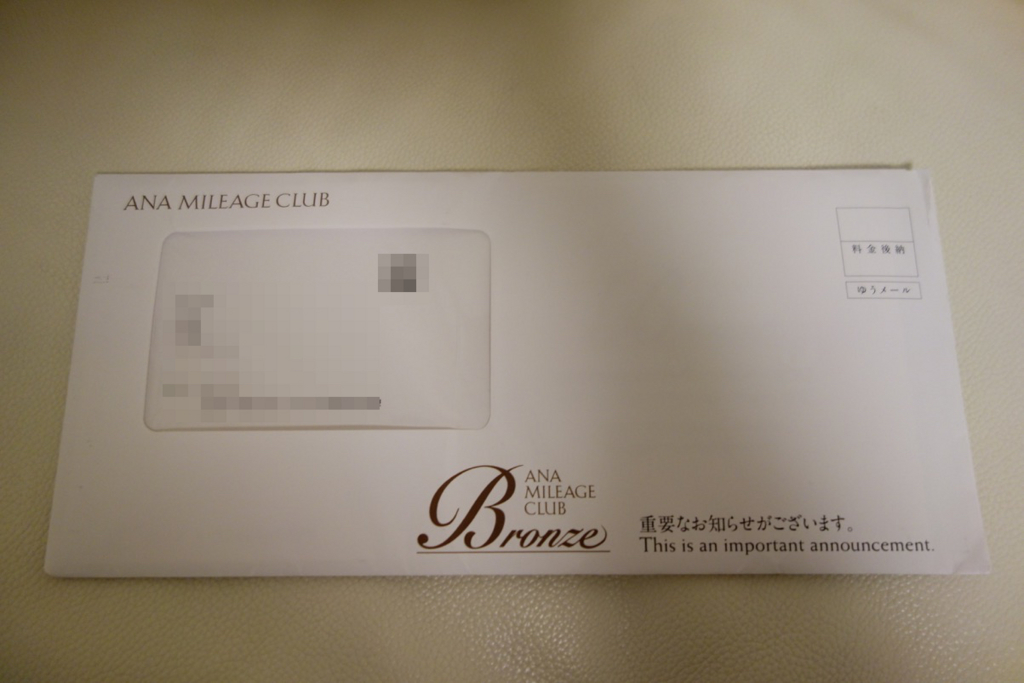 ANA MILEAGE CLUB
料金後納
ゆうメール
ANA
MILEAGE
CLUB
Bronze
重要なお知らせがございます。
This is an important announcement.